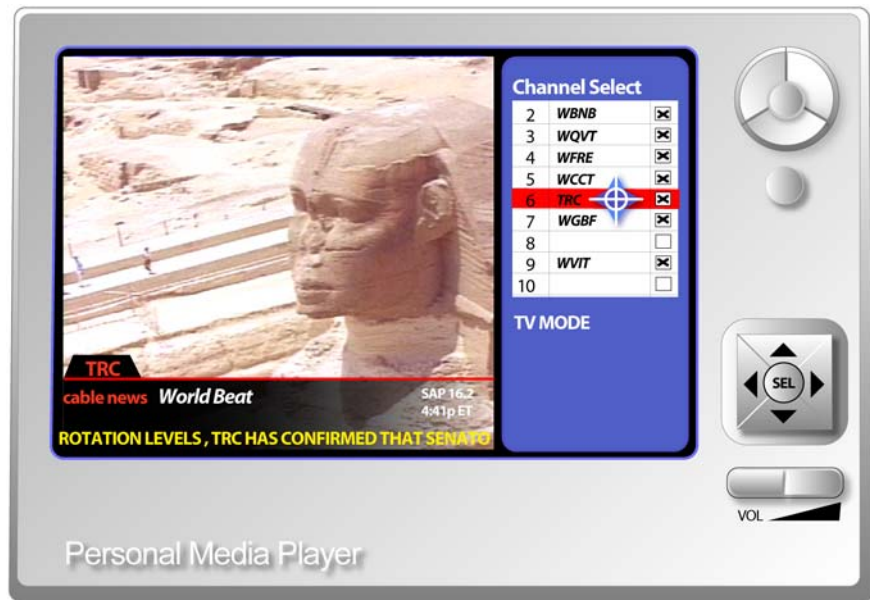 Channel Select
2 WBNB
3 WQVT
4 WFRE
5 WCCT
6 TRC
7 WGBF
8
9 WVIT
10
TV MODE
TRC
cable news World Beat
SAP 16.2
4:41p ET
ROTATION LEVELS , TRC HAS CONFIRMED THAT SENATO
SEL
VOL
Personal Media Player